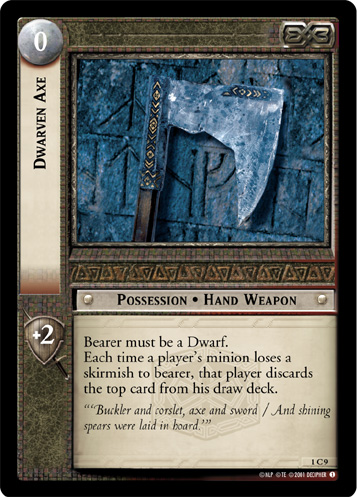 0
DWARVEN AXE
POSSESSION • HAND WEAPON
+2
Bearer must be a Dwarf.
Each time a player's minion loses a
skirmish to bearer, that player discards
the top card from his draw deck.
“‘Buckler and corslet, axe and sword / And shining
spears were laid in hoard.’”
1 C 9
©NLP ©TE ©2001 DECIPHER